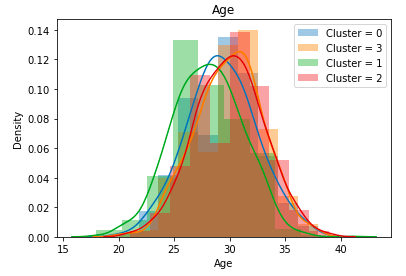 Age
0.14
0.12
0.10
0.08
0.06
0.04
0.02
0.00
Density
Cluster = 0
Cluster = 3
Cluster = 1
Cluster = 2
15 20 25 30 35 40
Age